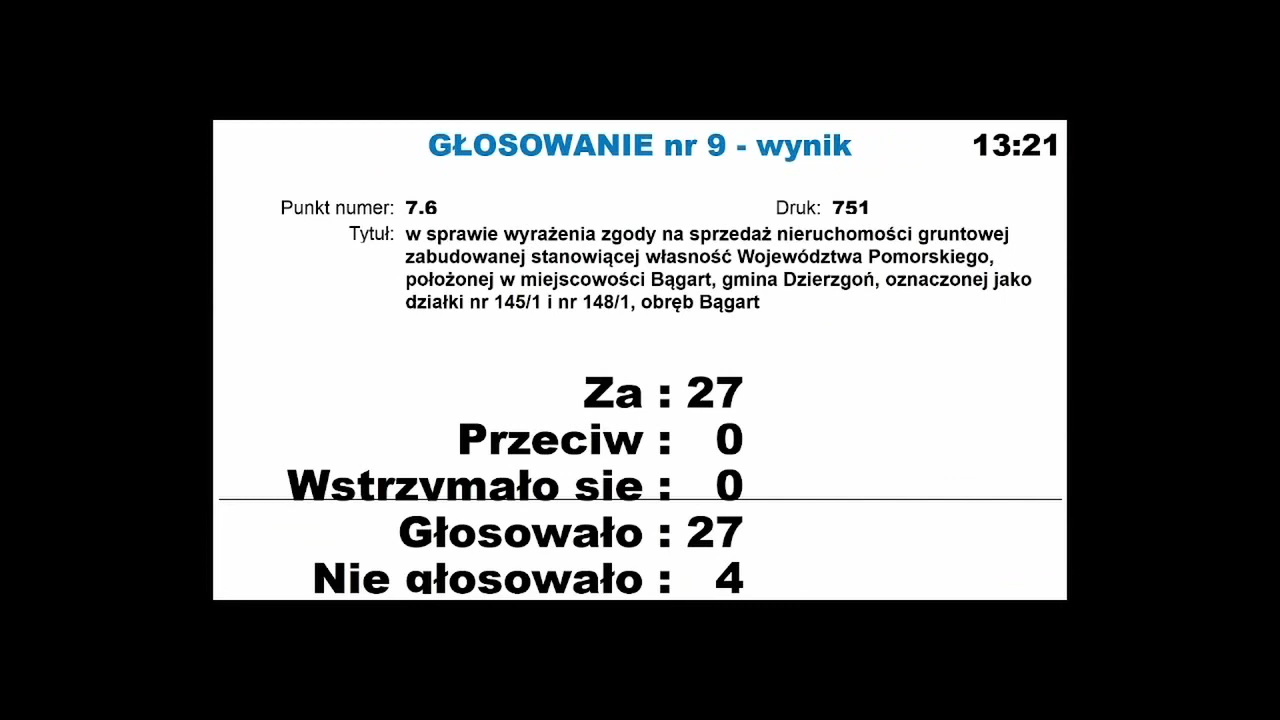 GŁOSOWANIE nr 9 - wynik 13:21
Punkt numer: 7.6 Druk: 751
Tytuł: w sprawie wyrażenia zgody na sprzedaż nieruchomości gruntowej
zabudowanej stanowiącej własność Województwa Pomorskiego,
położonej w miejscowości Bągart, gmina Dzierzgoń, oznaczonej jako
działki nr 145/1 i nr 148/1, obręb Bągart
Za : 27
Przeciw : 0
Wstrzymało się : 0
Głosowało : 27
Nie głosowało : 4